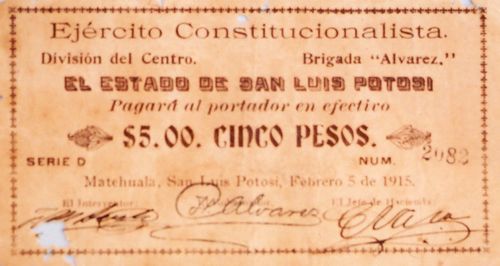 Ejército Constitucionalista.
División del Centro. Brigada "Alvarez."
EL ESTADO DE SAN LUIS POTOSI
Pagará al portador en efectivo
$5.00. CINCO PESOS.
SERIE D NUM. 2082
Matehuala, San Luis Potosí, Febrero 5 de 1915.
El Interventor: El Jefe de Hacienda
Alvarez